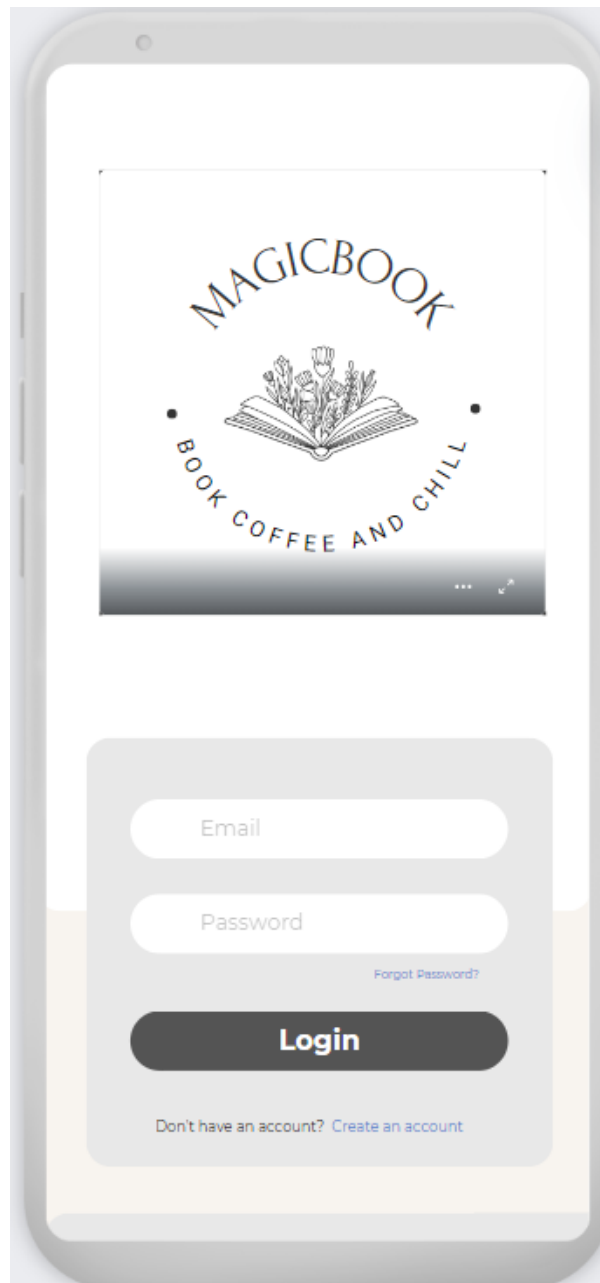 MAGICBOOK
BOOK COFFEE AND CHILL
Email
Password
Forgot Password?
Login
Don't have an account? Create an account